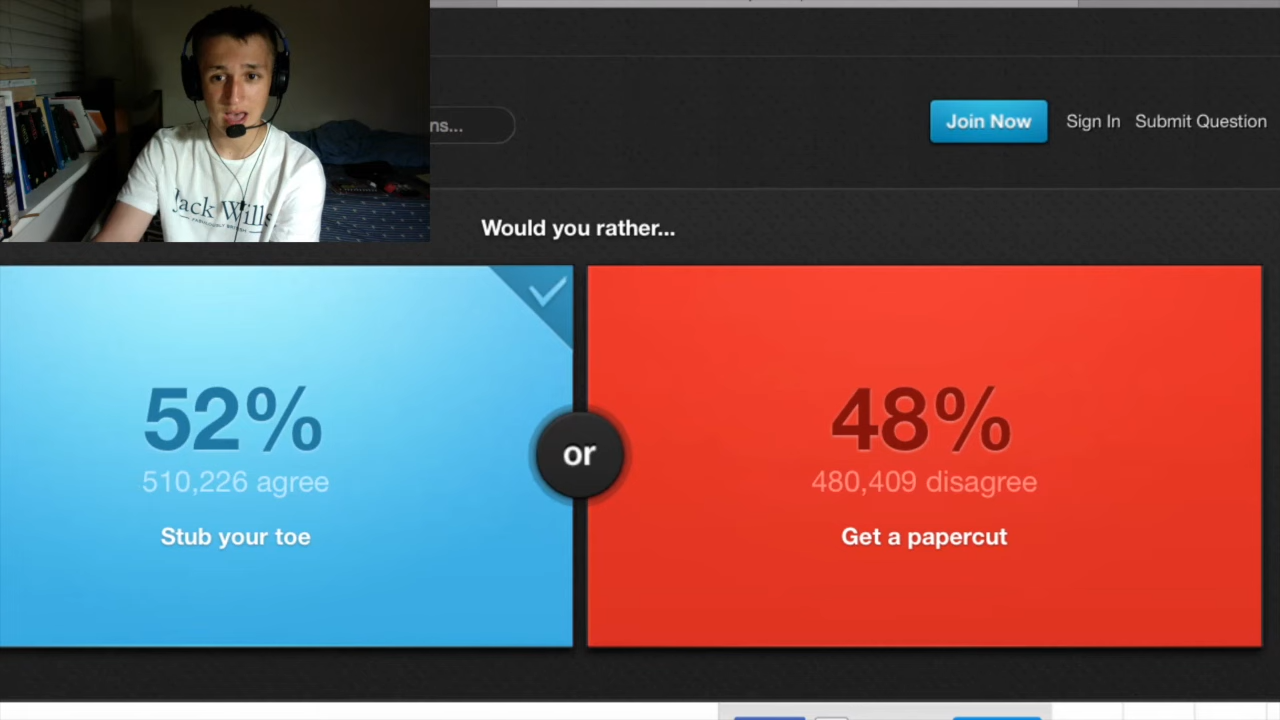 ns...
Join Now
Sign In
Submit Question
Jack Wills
Would you rather...
52%
510,226 agree
Stub your toe
or
48%
480,409 disagree
Get a papercut